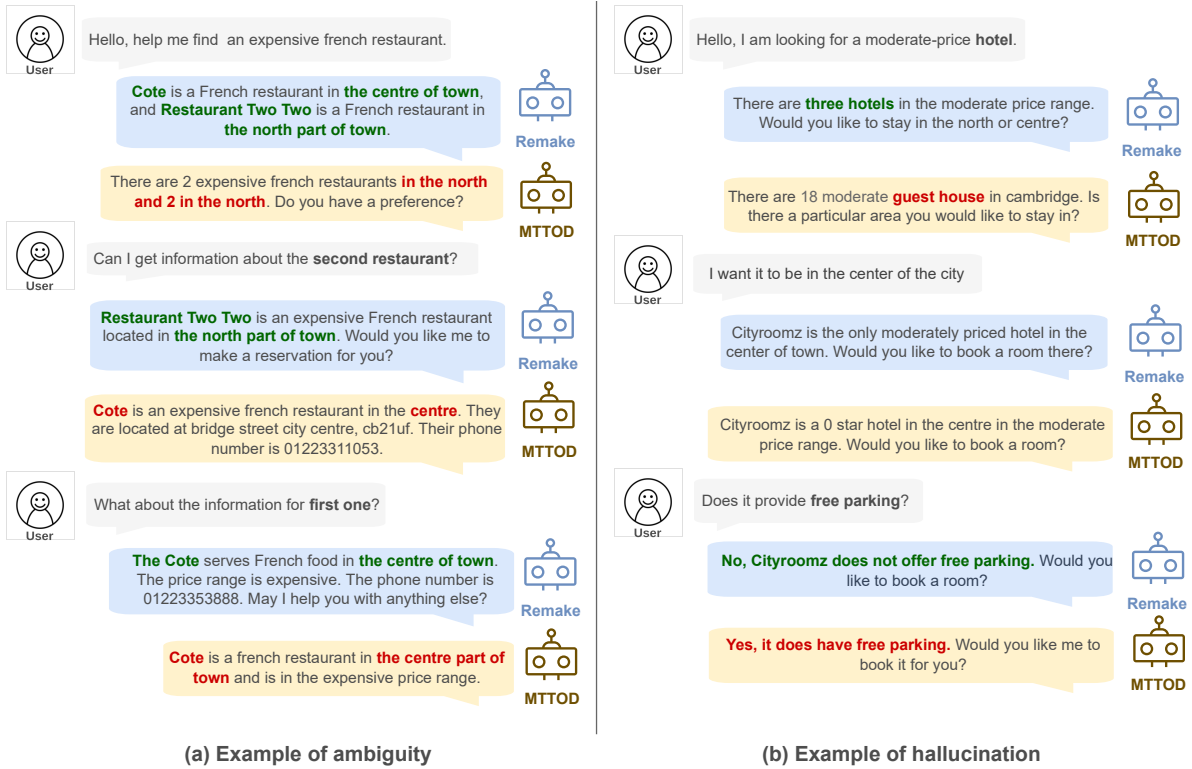 User
Hello, help me find an expensive french restaurant.
Cote is a French restaurant in the centre of town,
and Restaurant Two Two is a French restaurant in
the north part of town.
Remake
There are 2 expensive french restaurants in the north
and 2 in the north. Do you have a preference?
MTTOD
User
Can I get information about the second restaurant?
Restaurant Two Two is an expensive French restaurant
located in the north part of town. Would you like me to
make a reservation for you?
Remake
Cote is an expensive french restaurant in the centre. They
are located at bridge street city centre, cb21uf. Their phone
number is 01223311053.
MTTOD
User
What about the information for first one?
The Cote serves French food in the centre of town.
The price range is expensive. The phone number is
01223353888. May I help you with anything else?
Remake
Cote is a french restaurant in the centre part of
town and is in the expensive price range.
MTTOD
(a) Example of ambiguity
User
Hello, I am looking for a moderate-price hotel.
There are three hotels in the moderate price range.
Would you like to stay in the north or centre?
Remake
There are 18 moderate guest house in cambridge. Is
there a particular area you would like to stay in?
MTTOD
User
I want it to be in the center of the city
Cityroomz is the only moderately priced hotel in the
center of town. Would you like to book a room there?
Remake
Cityroomz is a 0 star hotel in the centre in the moderate
price range. Would you like to book a room?
MTTOD
User
Does it provide free parking?
No, Cityroomz does not offer free parking. Would you
like to book a room?
Remake
Yes, it does have free parking. Would you like me to
book it for you?
MTTOD
(b) Example of hallucination